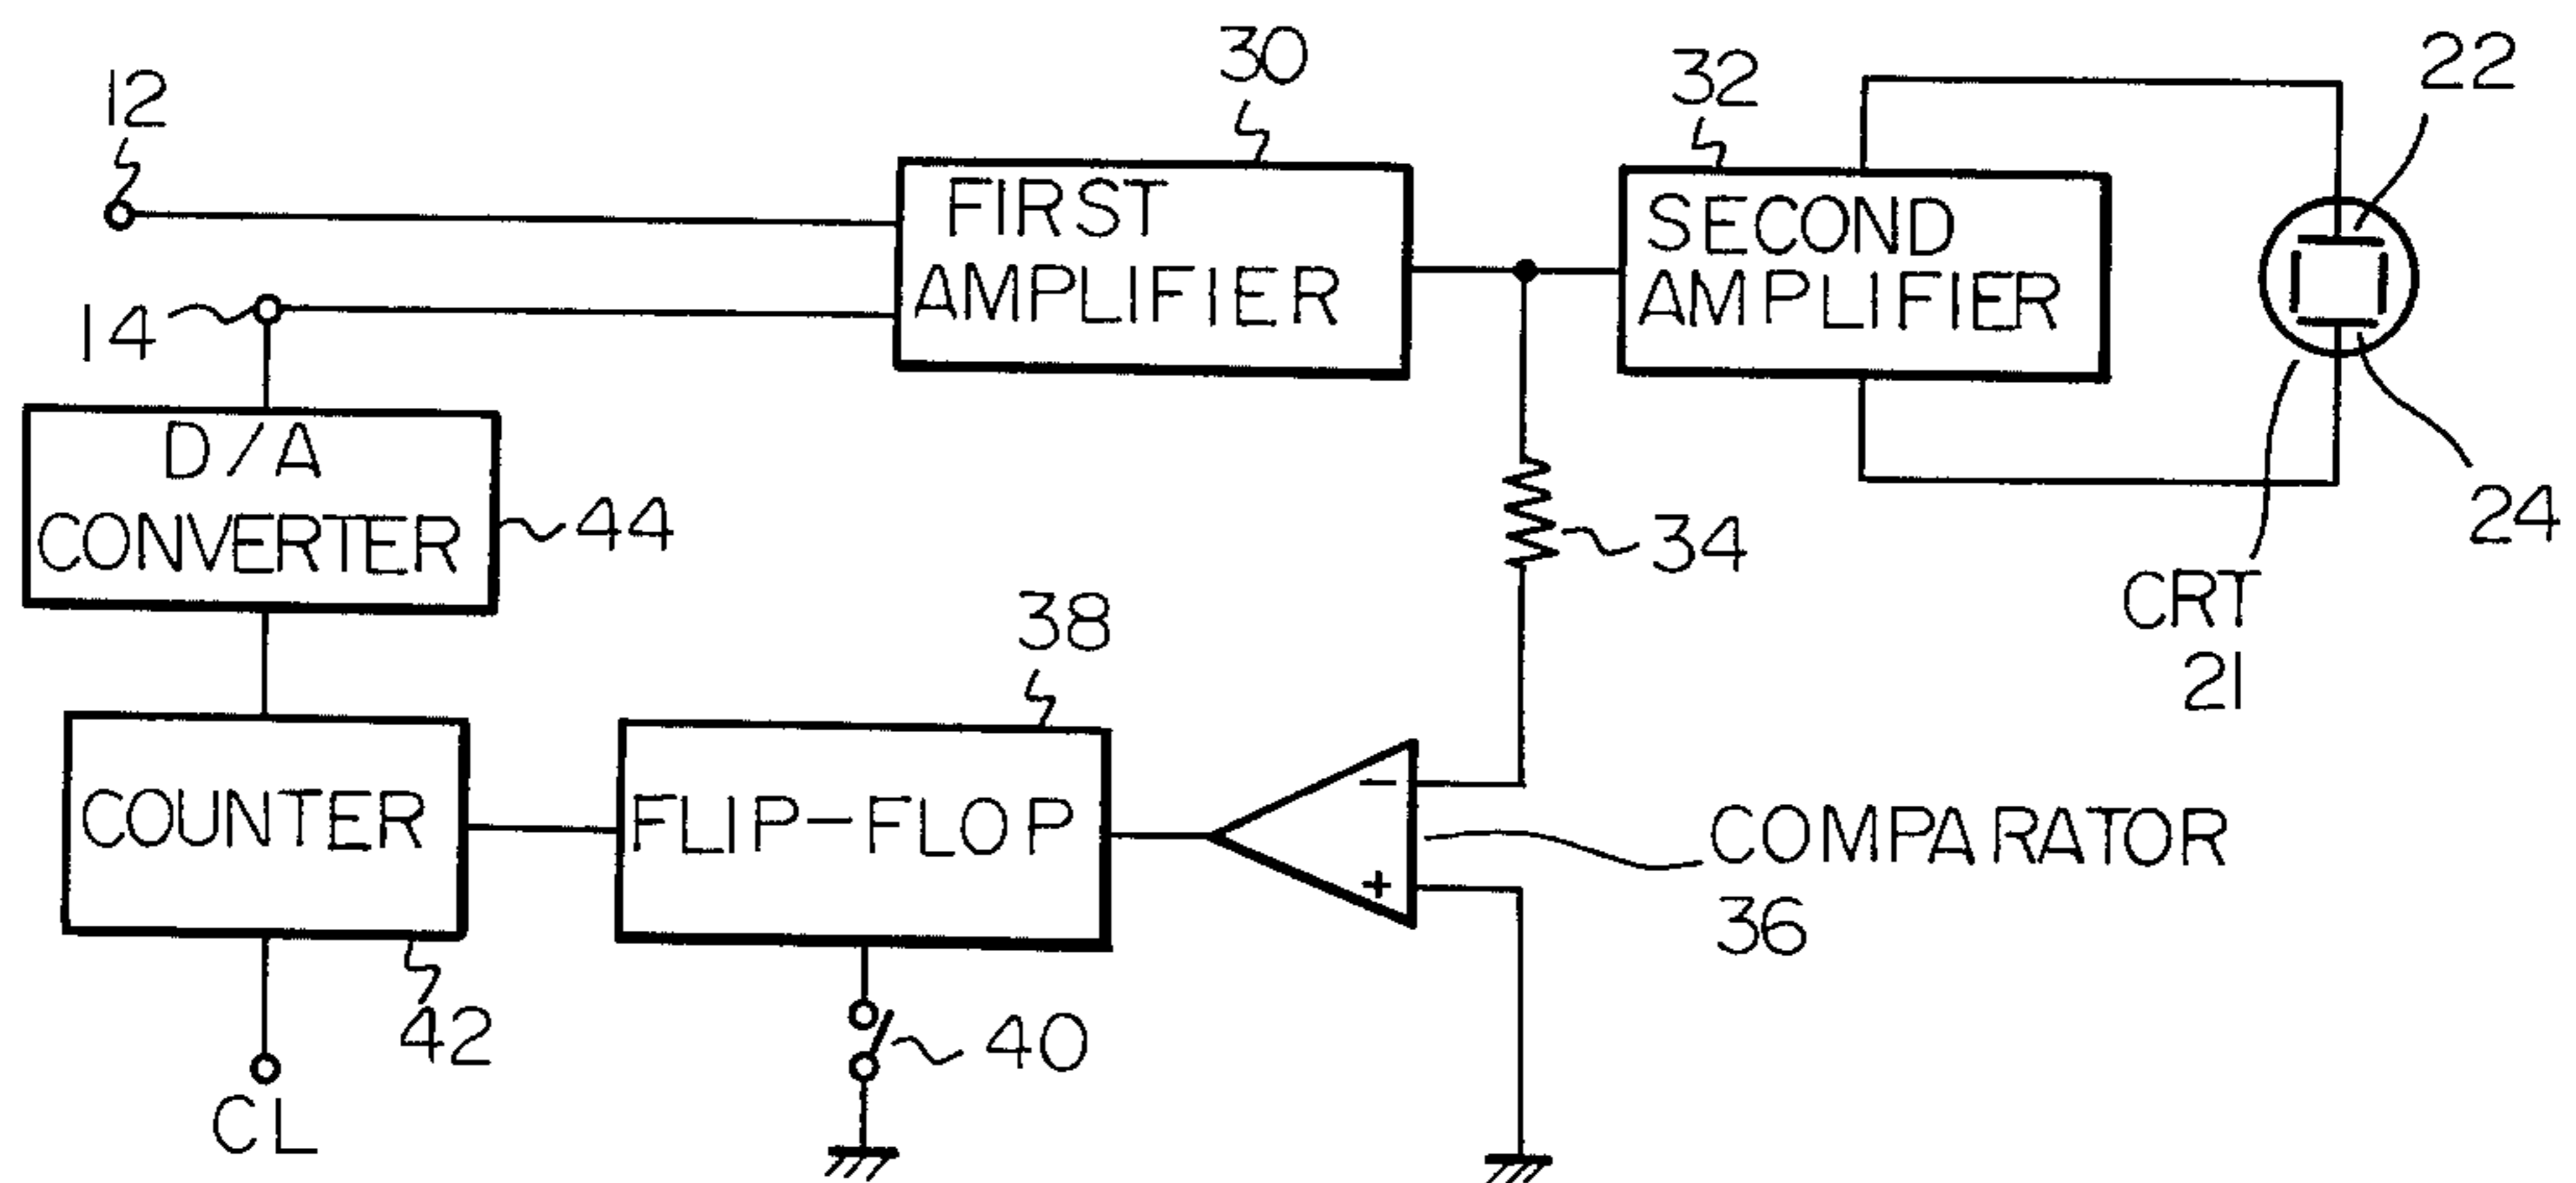 12
30
32
22
FIRST
AMPLIFIER
SECOND
AMPLIFIER
14
D/A
CONVERTER
44
34
24
CRT
21
38
COUNTER
FLIP-FLOP
−
+
COMPARATOR
36
42
40
CL